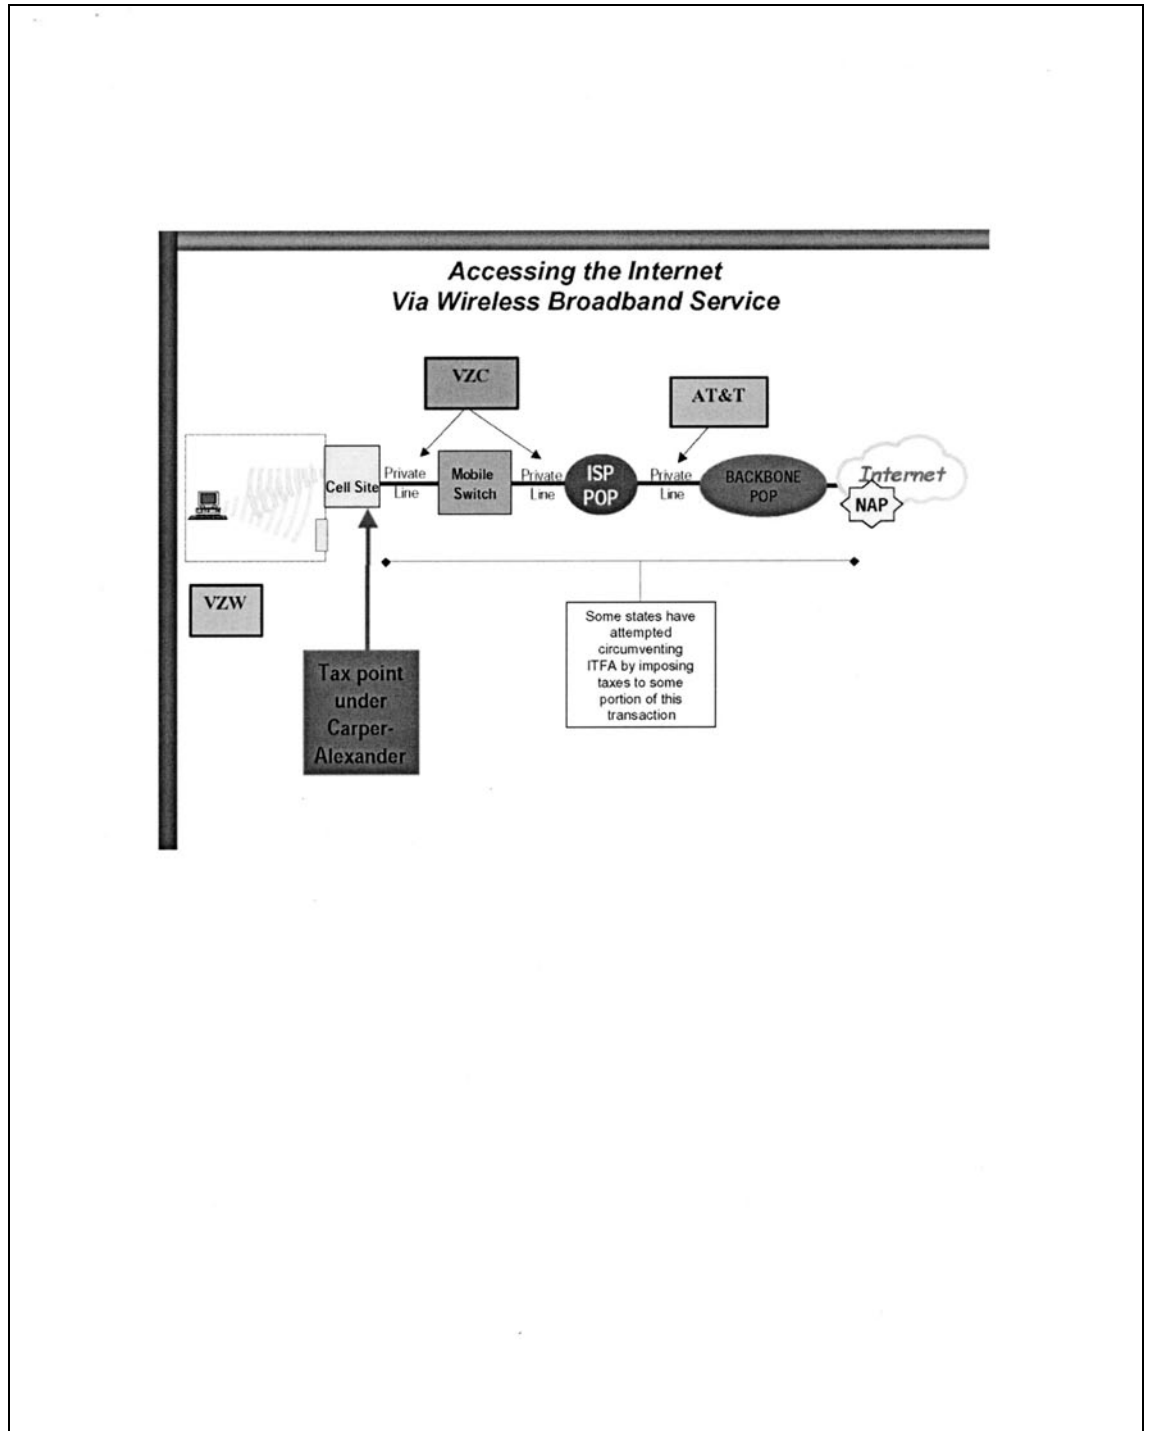 Accessing the Internet
Via Wireless Broadband Service
VZC
AT&T
Cell Site
Private
Line
Mobile
Switch
Private
Line
ISP
POP
Private
Line
BACKBONE
POP
Internet
NAP
VZW
Tax point
under
Carper-
Alexander
Some states have
attempted
circumventing
ITFA by imposing
taxes to some
portion of this
transaction